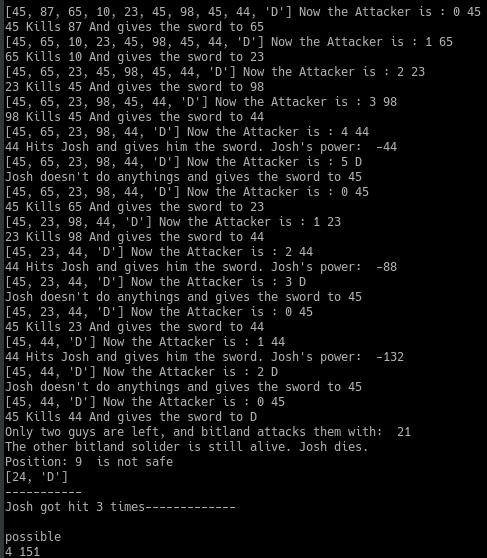 [45, 87, 65, 10, 23, 45, 98, 45, 44, 'D'] Now the Attacker is : 0 45
45 Kills 87 And gives the sword to 65
[45, 65, 10, 23, 45, 98, 45, 44, 'D'] Now the Attacker is : 1 65
65 Kills 10 And gives the sword to 23
[45, 65, 23, 45, 98, 45, 44, 'D'] Now the Attacker is : 2 23
23 Kills 45 And gives the sword to 98
[45, 65, 23, 98, 45, 44, 'D'] Now the Attacker is : 3 98
98 Kills 45 And gives the sword to 44
[45, 65, 23, 98, 44, 'D'] Now the Attacker is : 4 44
44 Hits Josh and gives him the sword. Josh's power:  -44
[45, 65, 23, 98, 44, 'D'] Now the Attacker is : 5 D
Josh doesn't do anythings and gives the sword to 45
[45, 65, 23, 98, 44, 'D'] Now the Attacker is : 0 45
45 Kills 65 And gives the sword to 23
[45, 23, 98, 44, 'D'] Now the Attacker is : 1 23
23 Kills 98 And gives the sword to 44
[45, 23, 44, 'D'] Now the Attacker is : 2 44
44 Hits Josh and gives him the sword. Josh's power:  -88
[45, 23, 44, 'D'] Now the Attacker is : 3 D
Josh doesn't do anythings and gives the sword to 45
[45, 23, 44, 'D'] Now the Attacker is : 0 45
45 Kills 23 And gives the sword to 44
[45, 44, 'D'] Now the Attacker is : 1 44
44 Hits Josh and gives him the sword. Josh's power:  -132
[45, 44, 'D'] Now the Attacker is : 2 D
Josh doesn't do anythings and gives the sword to 45
[45, 44, 'D'] Now the Attacker is : 0 45
45 Kills 44 And gives the sword to D
Only two guys are left, and bitland attacks them with:  21
The other bitland solider is still alive. Josh dies.
Position: 9  is not safe
[24, 'D']
-----------
Josh got hit 3 times-------------
possible
4 151